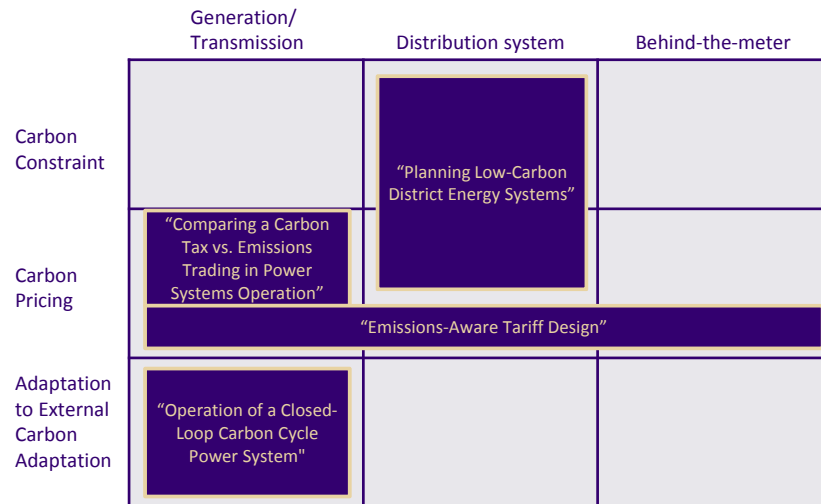 Generation/
Transmission
Distribution system
Behind-the-meter
Carbon
Constraint
“Planning Low-Carbon
District Energy Systems”
Carbon
Pricing
“Comparing a Carbon
Tax vs. Emissions
Trading in Power
Systems Operation”
“Emissions-Aware Tariff Design”
Adaptation
to External
Carbon
Adaptation
“Operation of a Closed-
Loop Carbon Cycle
Power System"